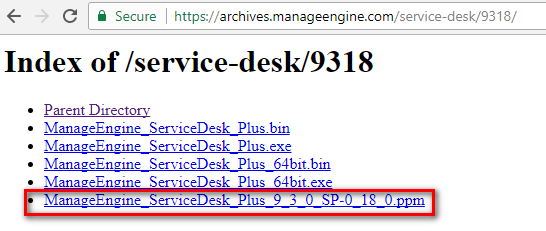 Secure
https://archives.manageengine.com/service-desk/9318/
Index of /service-desk/9318
Parent Directory
ManageEngine_ServiceDesk_Plus.bin
ManageEngine_ServiceDesk_Plus.exe
ManageEngine_ServiceDesk_Plus_64bit.bin
ManageEngine_ServiceDesk_Plus_64bit.exe
ManageEngine_ServiceDesk_Plus_9_3_0_SP-0_18_0.ppm